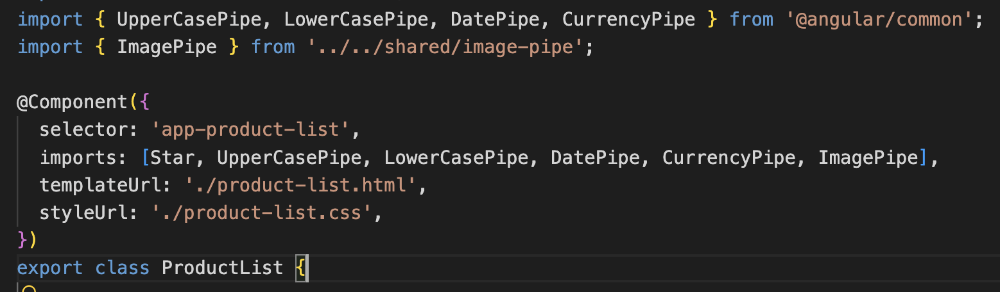 import { UpperCasePipe, LowerCasePipe, DatePipe, CurrencyPipe } from '@angular/common';
import { ImagePipe } from '../../shared/image-pipe';
@Component({
selector: 'app-product-list',
imports: [Star, UpperCasePipe, LowerCasePipe, DatePipe, CurrencyPipe, ImagePipe],
templateUrl: './product-list.html',
styleUrl: './product-list.css',
})
export class ProductList {